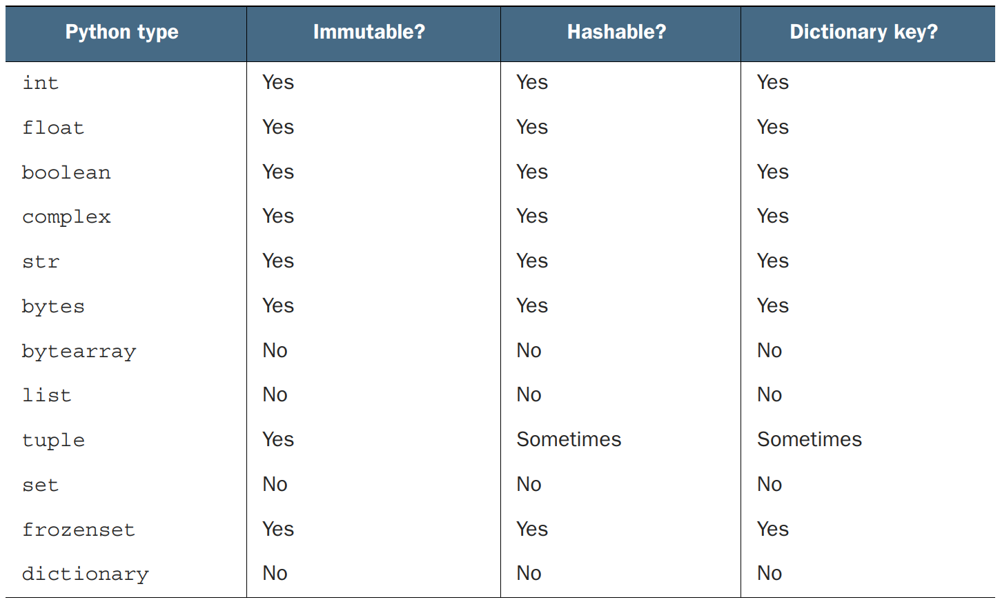 Python type Immutable? Hashable? Dictionary key?
int Yes Yes Yes
float Yes Yes Yes
boolean Yes Yes Yes
complex Yes Yes Yes
str Yes Yes Yes
bytes Yes Yes Yes
bytearray No No No
list No No No
tuple Yes Sometimes Sometimes
set No No No
frozenset Yes Yes Yes
dictionary No No No